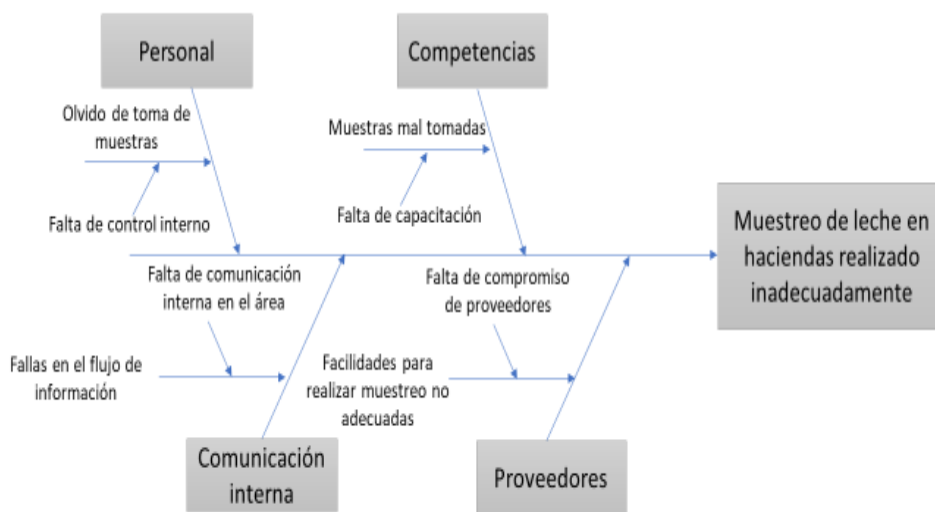 Personal
Competencias
Olvido de toma de
muestras
Muestras mal tomadas
Falta de control interno
Falta de capacitación
Muestreo de leche en
haciendas realizado
inadecuadamente
Falta de comunicación
interna en el área
Falta de compromiso
de proveedores
Fallas en el flujo de
información
Facilidades para
realizar muestreo no
adecuadas
Comunicación
interna
Proveedores